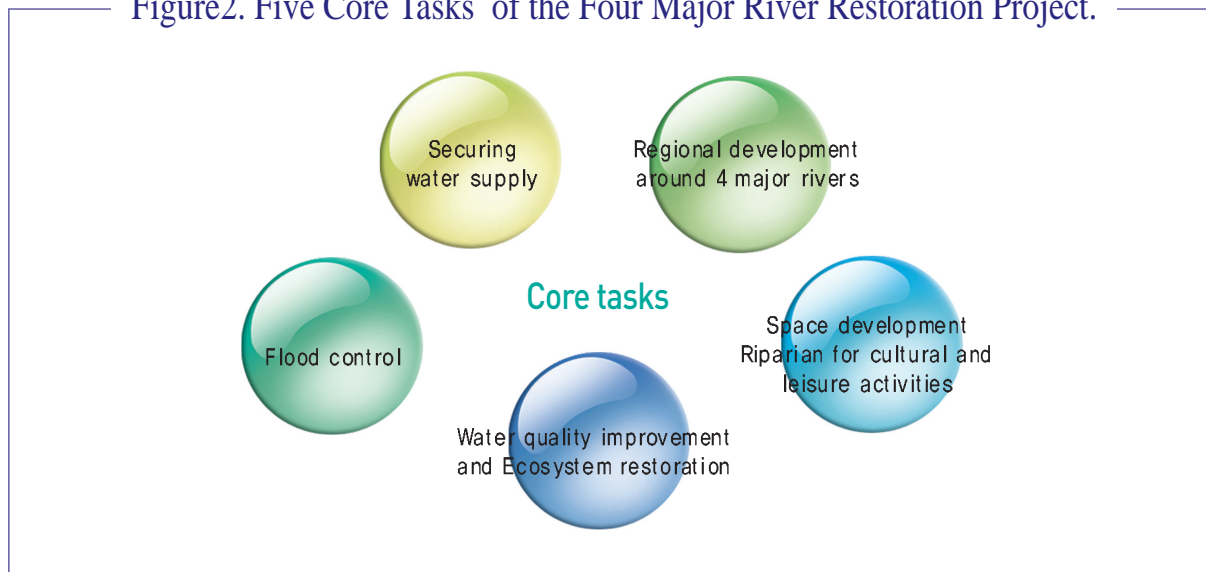 Figure2. Five Core Tasks of the Four Major River Restoration Project.
Securing
water supply
Regional development
around 4 major rivers
Core tasks
Flood control
Space development
Riparian for cultural and
leisure activities
Water quality improvement
and Ecosystem restoration